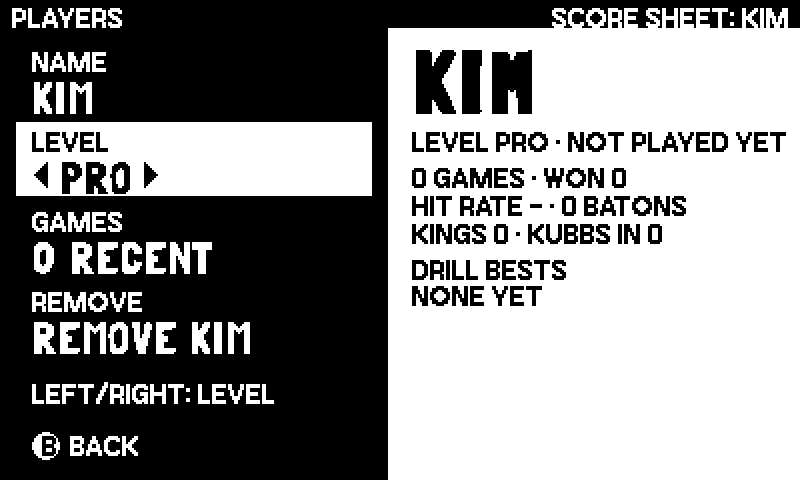 PLAYERS
SCORE SHEET: KIM
NAME
KIM
LEVEL
PRO
GAMES
0 RECENT
REMOVE
REMOVE KIM
LEFT/RIGHT: LEVEL
B BACK
KIM
LEVEL PRO · NOT PLAYED YET
0 GAMES · WON 0
HIT RATE – · 0 BATONS
KINGS 0 · KUBBS IN 0
DRILL BESTS
NONE YET